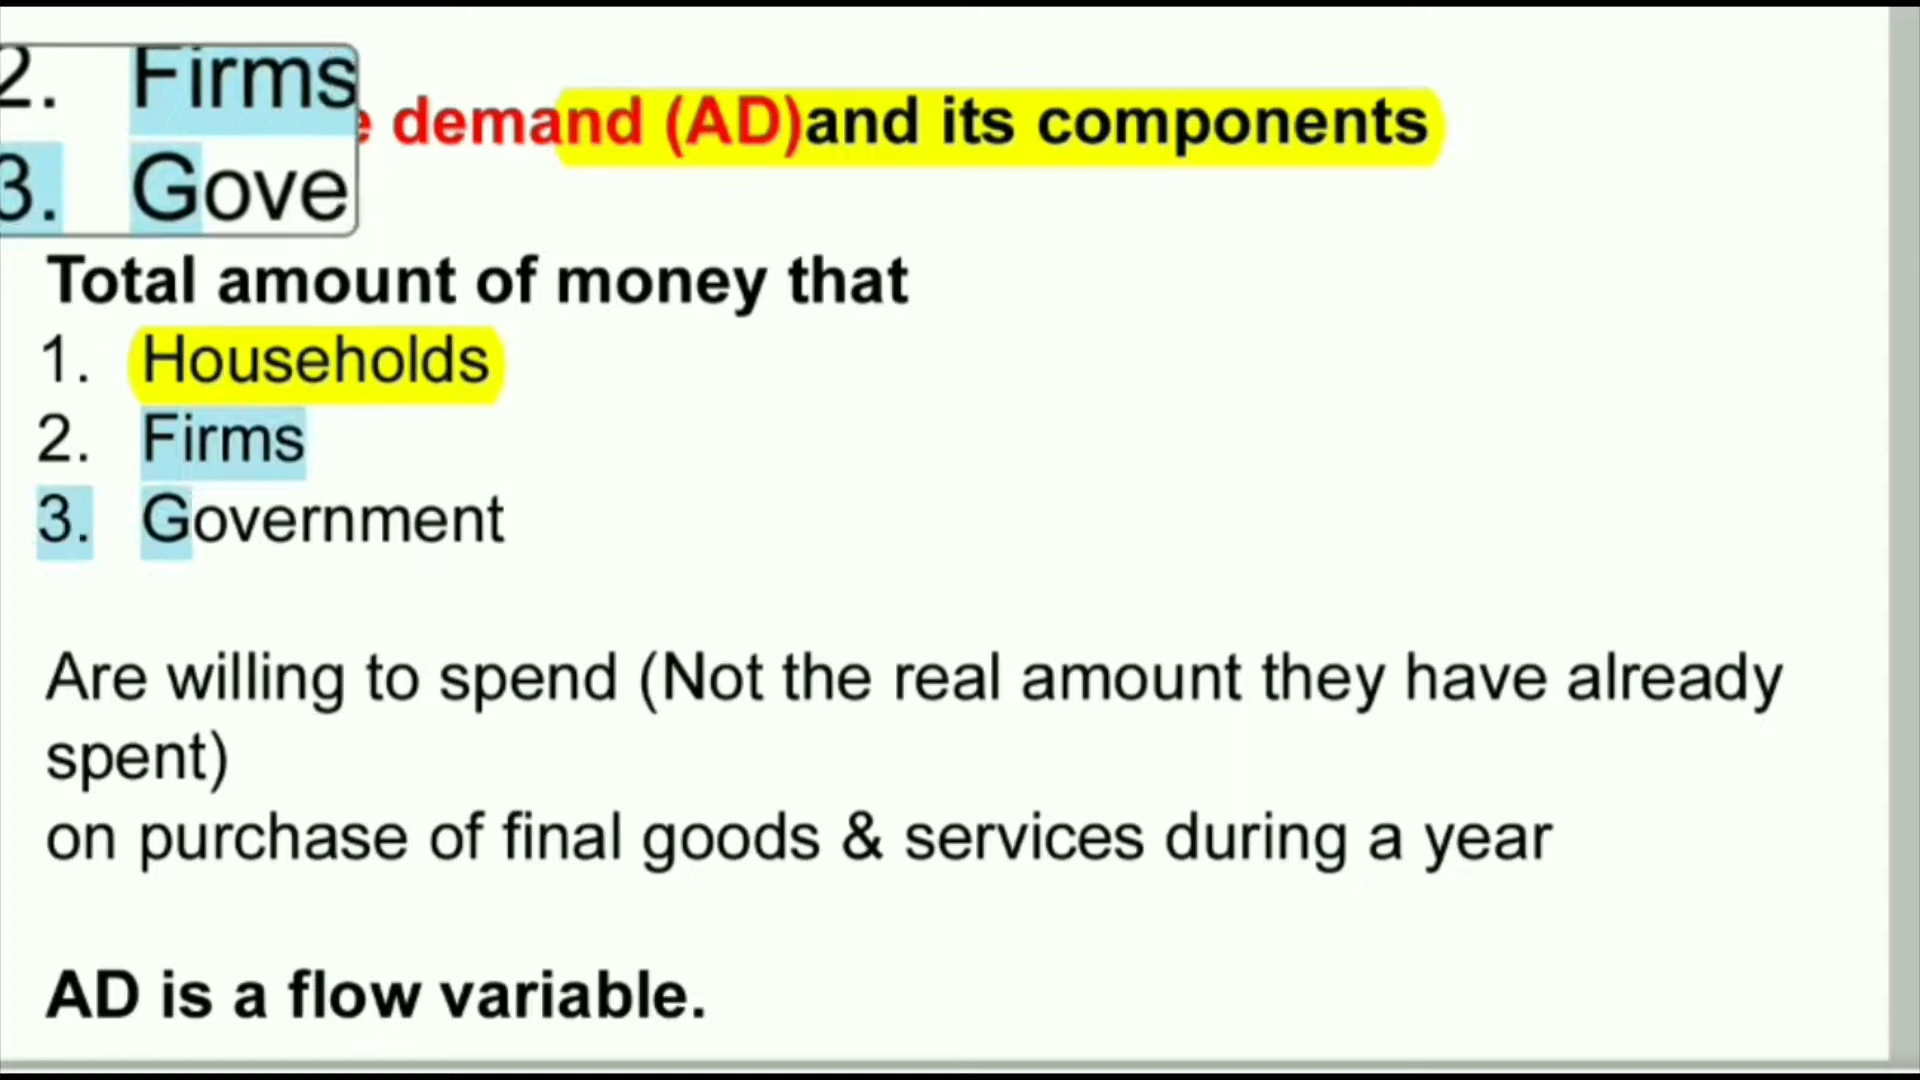 2. Firms
3. Gove
demand (AD)and its components
Total amount of money that
1. Households
2. Firms
3. Government
Are willing to spend (Not the real amount they have already
spent)
on purchase of final goods & services during a year
AD is a flow variable.